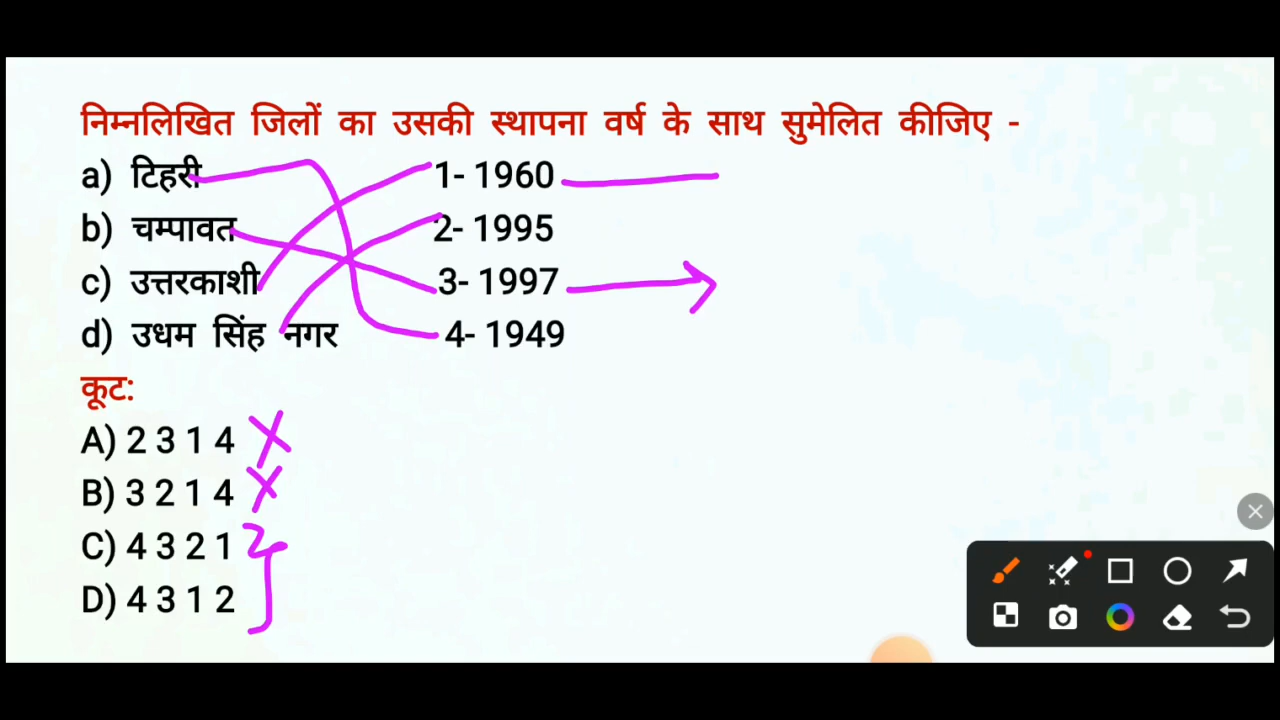 निम्नलिखित जिलों का उसकी स्थापना वर्ष के साथ सुमेलित कीजिए -
a) टिहरी 1- 1960
b) चम्पावत 2- 1995
c) उत्तरकाशी 3- 1997
d) उधम सिंह नगर 4- 1949
कूट:
A) 2 3 1 4
B) 3 2 1 4
C) 4 3 2 1
D) 4 3 1 2